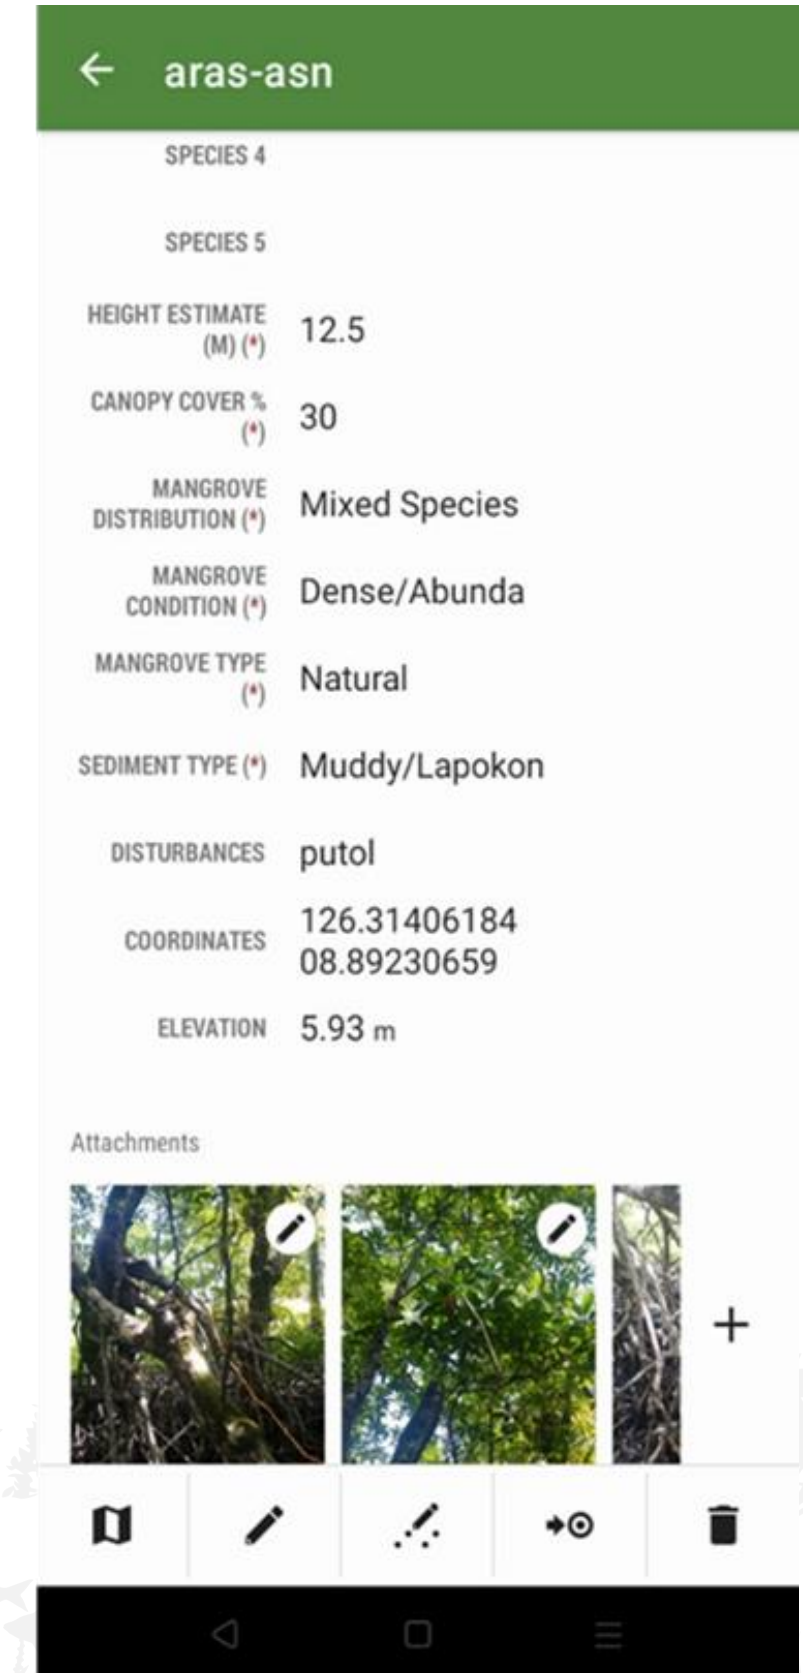 aras-asn
SPECIES 4
SPECIES 5
HEIGHT ESTIMATE
(M) (*)
12.5
CANOPY COVER %
(*)
30
MANGROVE
DISTRIBUTION (*)
Mixed Species
MANGROVE
CONDITION (*)
Dense/Abunda
MANGROVE TYPE
(*)
Natural
SEDIMENT TYPE (*)
Muddy/Lapokon
DISTURBANCES
putol
COORDINATES
126.31406184
08.89230659
ELEVATION
5.93 m
Attachments